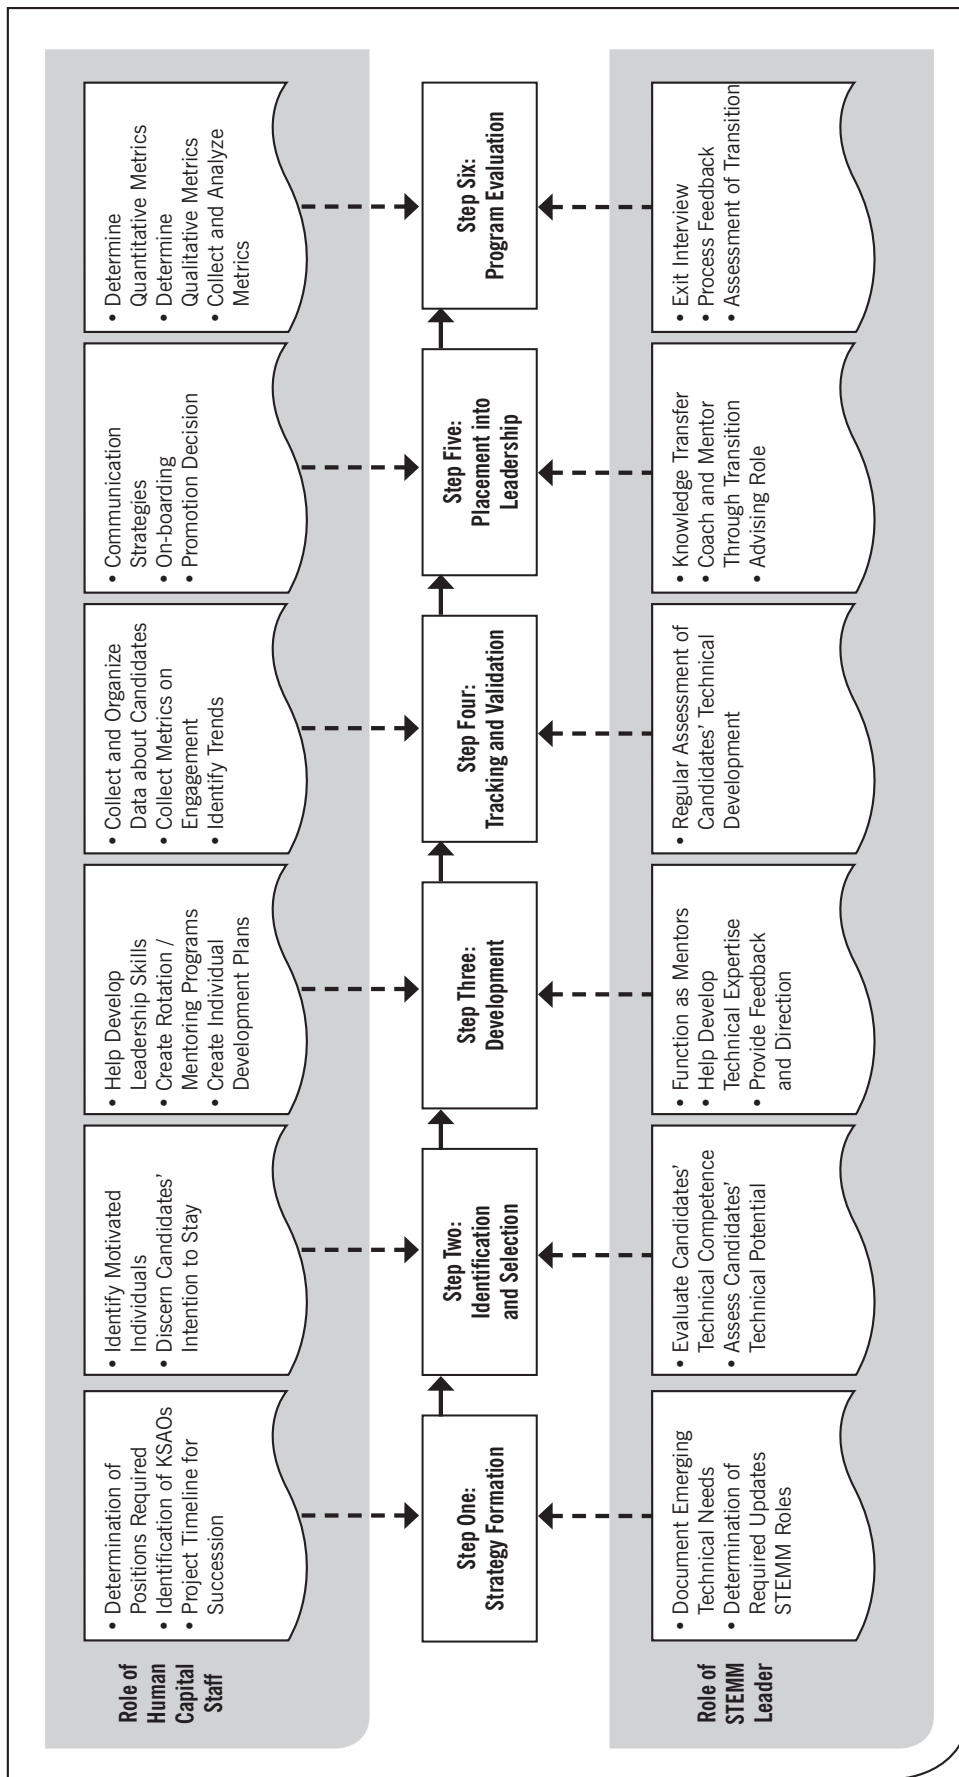 Role of
Human
Capital
Staff
• Determination of
Positions Required
• Identification of KSAOs
• Project Timeline for
Succession
• Identify Motivated
Individuals
• Discern Candidates'
Intention to Stay
• Help Develop
Leadership Skills
• Create Rotation /
Mentoring Programs
• Create Individual
Development Plans
• Collect and Organize
Data about Candidates
• Collect Metrics on
Engagement
• Identify Trends
• Communication
Strategies
• On-boarding
• Promotion Decision
• Determine
Quantitative Metrics
• Determine
Qualitative Metrics
• Collect and Analyze
Metrics
Step One:
Strategy Formation
Step Two:
Identification
and Selection
Step Three:
Development
Step Four:
Tracking and Validation
Step Five:
Placement into
Leadership
Step Six:
Program Evaluation
Role of
STEMM
Leader
• Document Emerging
Technical Needs
• Determination of
Required Updates
STEMM Roles
• Evaluate Candidates'
Technical Competence
• Assess Candidates'
Technical Potential
• Function as Mentors
• Help Develop
Technical Expertise
• Provide Feedback
and Direction
• Regular Assessment of
Candidates' Technical
Development
• Knowledge Transfer
• Coach and Mentor
Through Transition
• Advising Role
• Exit Interview
• Process Feedback
• Assessment of Transition